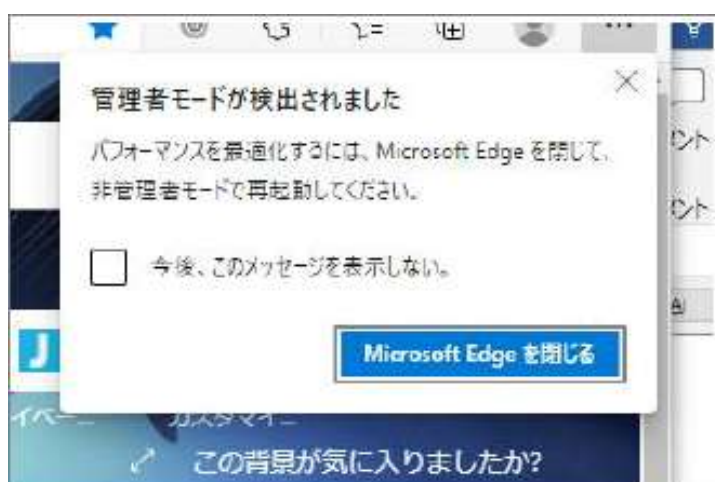 管理者モードが検出されました
パフォーマンスを最適化するには、Microsoft Edge を閉じて、
非管理者モードで再起動してください。
今後、このメッセージを表示しない。
Microsoft Edge を閉じる
J
この背景が気に入りましたか?